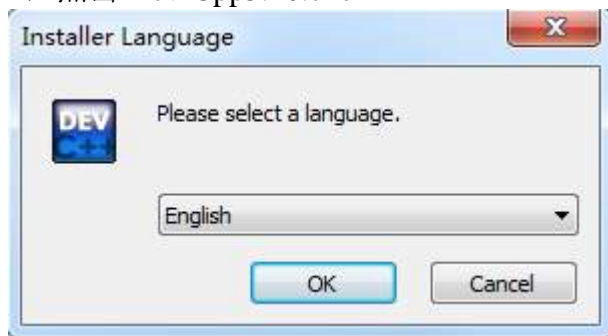 Installer Language
DEV
C++
Please select a language.
English
OK
Cancel